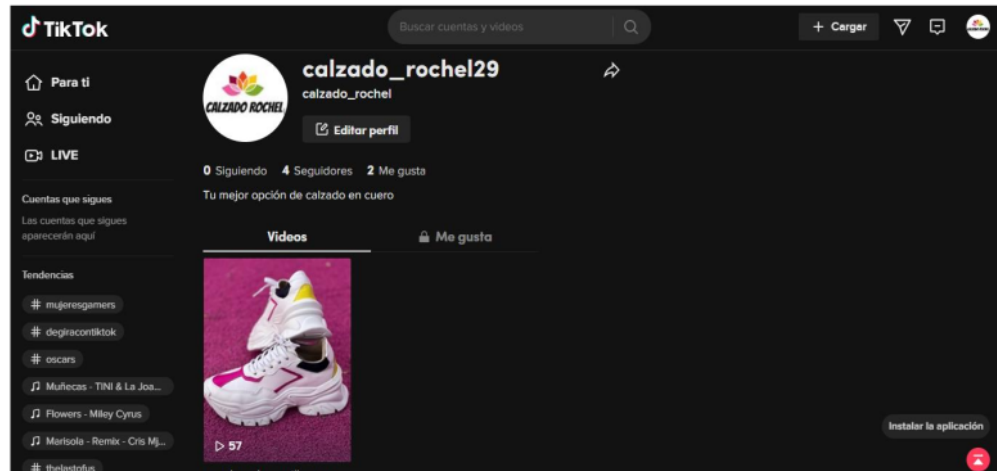 TikTok
Buscar cuentas y videos
+ Cargar
Para ti
Siguiendo
LIVE
Cuentas que sigues
Las cuentas que sigues
aparecerán aquí
Tendencias
# mujeresgamers
# degiracontiktok
# oscars
Muñecas - TINI & La Joa...
Flowers - Miley Cyrus
Marisola - Remix - Cris Mj...
# thelastofus
CALZADO ROCHEL
calzado_rochel29
calzado_rochel
Editar perfil
0 Siguiendo 4 Seguidores 2 Me gusta
Tu mejor opción de calzado en cuero
Videos
Me gusta
57
Instalar la aplicación